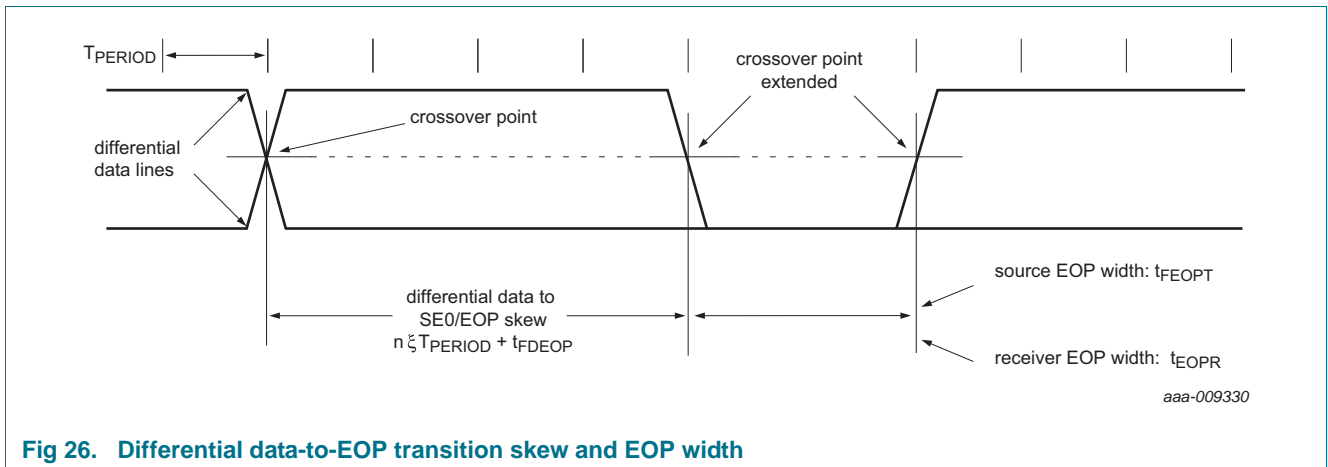 TPERIOD
crossover point
extended
crossover point
differential
data lines
source EOP width: tFEOPT
differential data to
SE0/EOP skew
n ξ TPERIOD + tFDEOP
receiver EOP width: tEOPR
aaa-009330
Fig 26. Differential data-to-EOP transition skew and EOP width